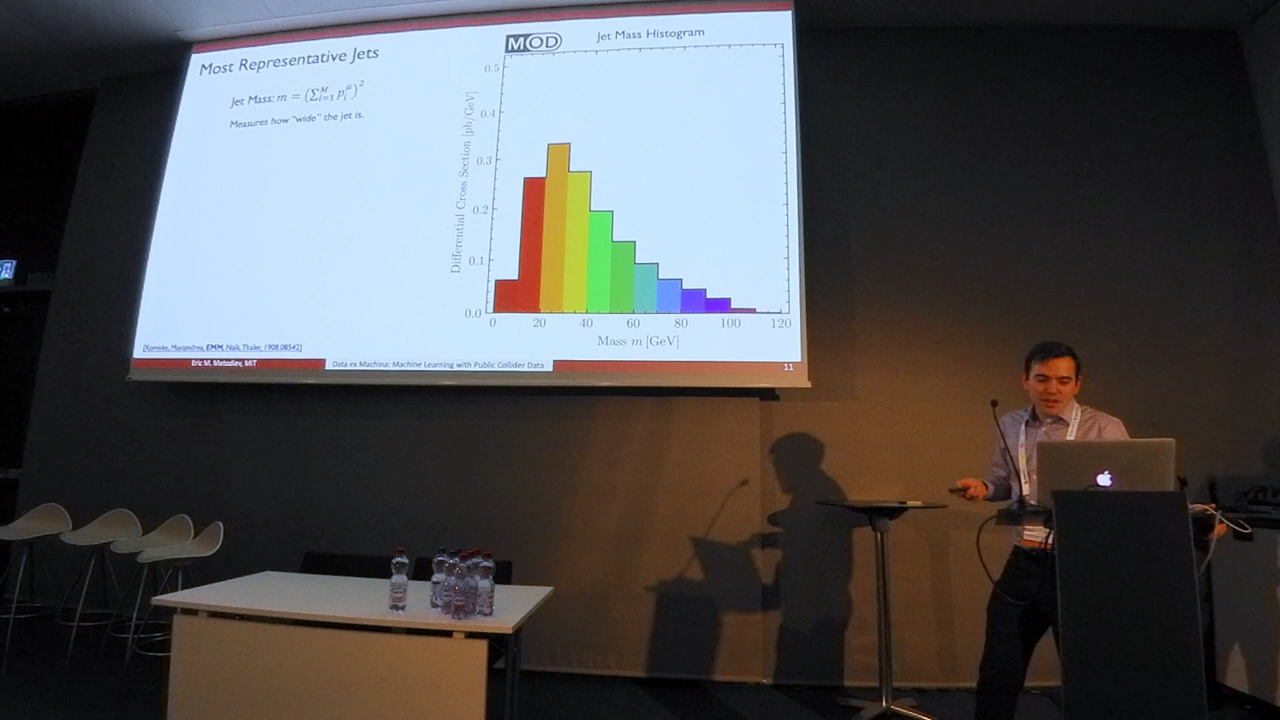 Most Representative Jets
Jet Mass: m = (∑ᵢ₌₁ᴹ pᵢᵘ)²
Measures how "wide" the jet is.
MOD
Jet Mass Histogram
Differential Cross Section [pb/GeV]
0.5
0.4
0.3
0.2
0.1
0.0
0 20 40 60 80 100 120
Mass m [GeV]
[Komiske, Mastandrea, EMM, Naik, Thaler, 1908.08542]
Eric M. Metodiev, MIT
Data ex Machina: Machine Learning with Public Collider Data
11